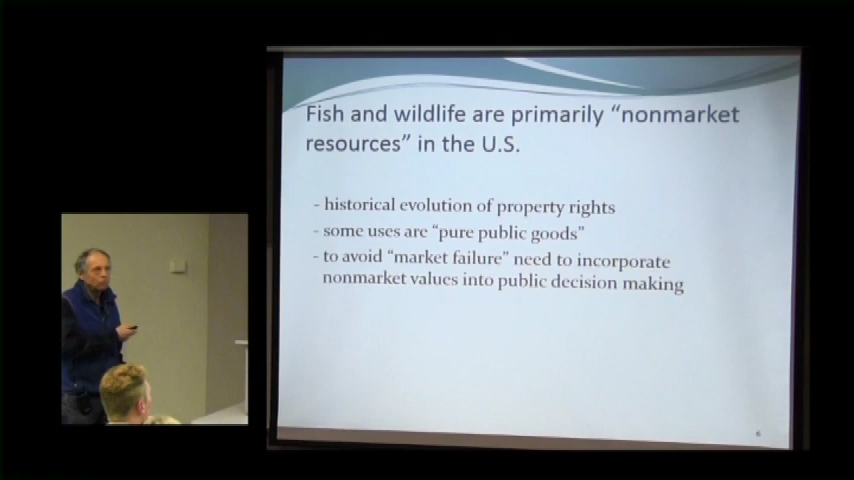 Fish and wildlife are primarily “nonmarket
resources” in the U.S.
- historical evolution of property rights
- some uses are “pure public goods”
- to avoid “market failure” need to incorporate
nonmarket values into public decision making
6